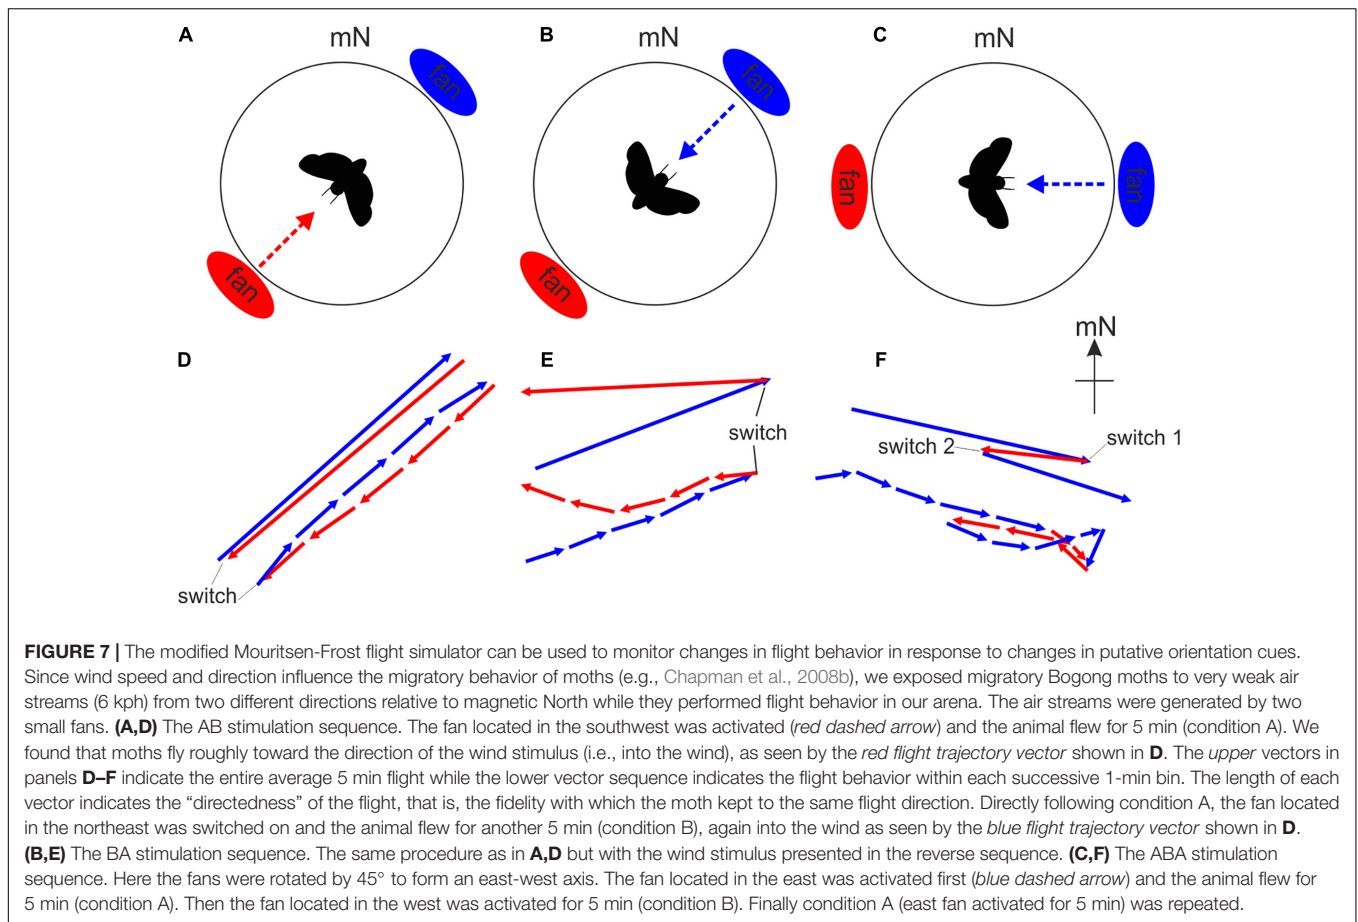 A
mN
fan
fan
B
mN
fan
fan
C
mN
fan
fan
mN
D
switch
E
switch
F
switch 2
switch 1
FIGURE 7 | The modified Mouritsen-Frost flight simulator can be used to monitor changes in flight behavior in response to changes in putative orientation cues.
Since wind speed and direction influence the migratory behavior of moths (e.g., Chapman et al., 2008b), we exposed migratory Bogong moths to very weak air
streams (6 kph) from two different directions relative to magnetic North while they performed flight behavior in our arena. The air streams were generated by two
small fans. (A,D) The AB stimulation sequence. The fan located in the southwest was activated (red dashed arrow) and the animal flew for 5 min (condition A). We
found that moths fly roughly toward the direction of the wind stimulus (i.e., into the wind), as seen by the red flight trajectory vector shown in D. The upper vectors in
panels D–F indicate the entire average 5 min flight while the lower vector sequence indicates the flight behavior within each successive 1-min bin. The length of each
vector indicates the “directedness” of the flight, that is, the fidelity with which the moth kept to the same flight direction. Directly following condition A, the fan located
in the northeast was switched on and the animal flew for another 5 min (condition B), again into the wind as seen by the blue flight trajectory vector shown in D.
(B,E) The BA stimulation sequence. The same procedure as in A,D but with the wind stimulus presented in the reverse sequence. (C,F) The ABA stimulation
sequence. Here the fans were rotated by 45° to form an east-west axis. The fan located in the east was activated first (blue dashed arrow) and the animal flew for
5 min (condition A). Then the fan located in the west was activated for 5 min (condition B). Finally condition A (east fan activated for 5 min) was repeated.